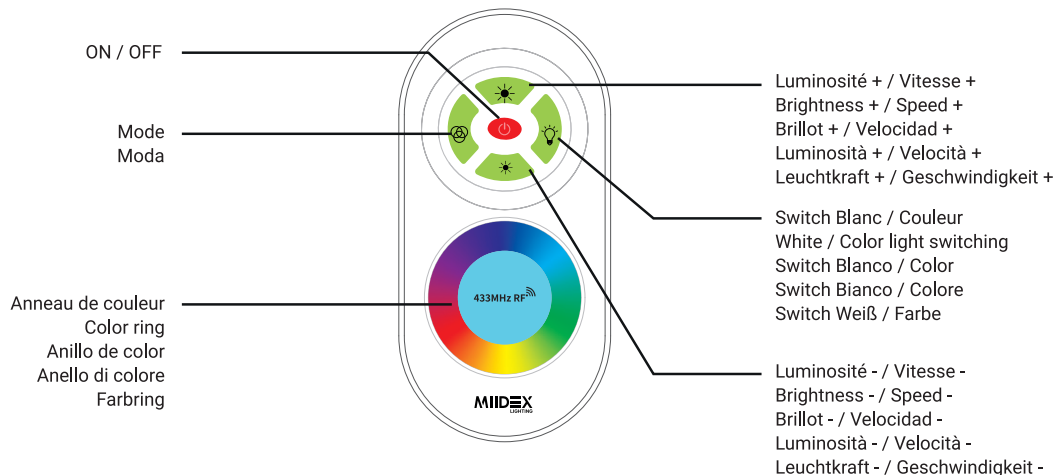 ON / OFF
Mode
Moda
Anneau de couleur
Color ring
Anillo de color
Anello di colore
Farbring
433MHz RF
MIIDEX
LIGHTING
Luminosité + / Vitesse +
Brightness + / Speed +
Brillot + / Velocidad +
Luminosità + / Velocità +
Leuchtkraft + / Geschwindigkeit +
Switch Blanc / Couleur
White / Color light switching
Switch Blanco / Color
Switch Bianco / Colore
Switch Weiß / Farbe
Luminosité - / Vitesse -
Brightness - / Speed -
Brillot - / Velocidad -
Luminosità - / Velocità -
Leuchtkraft - / Geschwindigkeit -